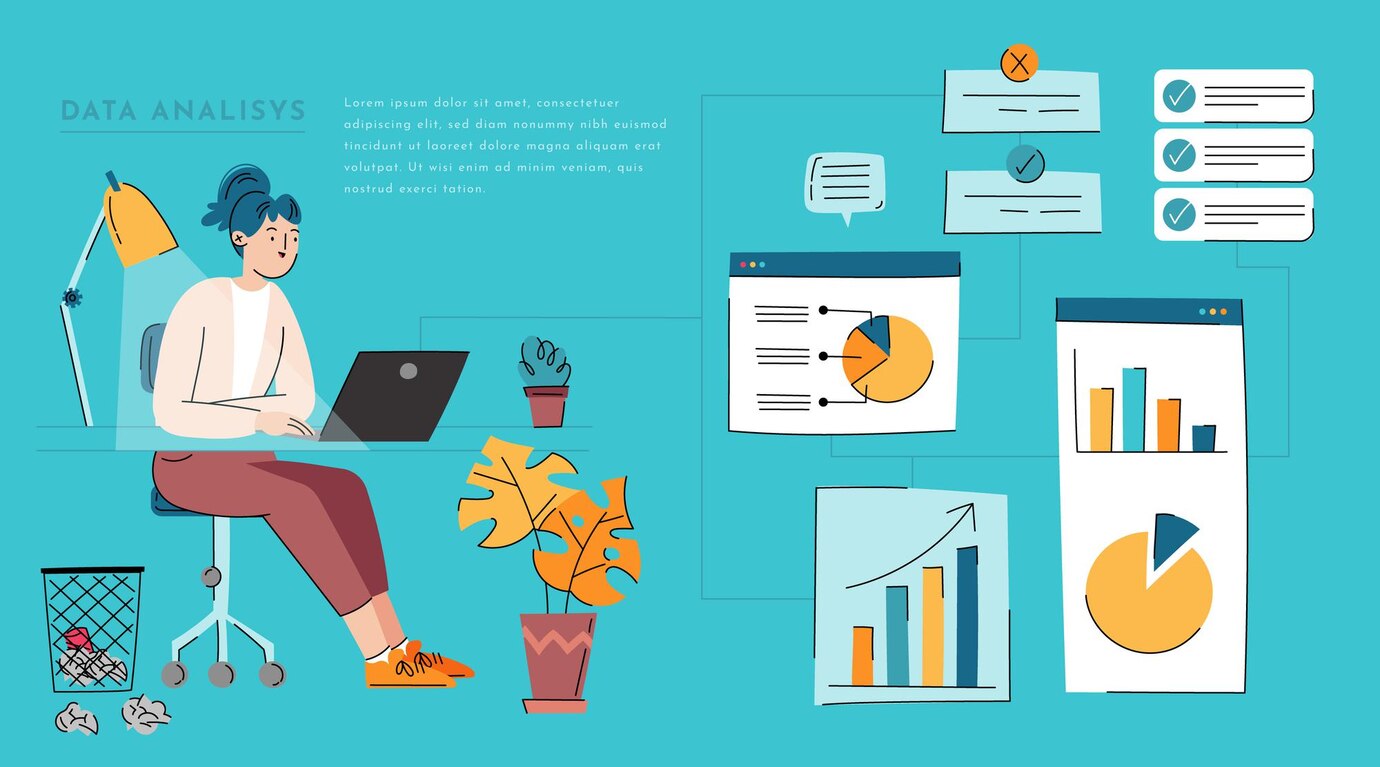 DATA ANALISYS
Lorem ipsum dolor sit amet, consectetuer
adipiscing elit, sed diam nonummy nibh euismod
tincidunt ut laoreet dolore magna aliquam erat
volutpat. Ut wisi enim ad minim veniam, quis
nostrud exerci tation.